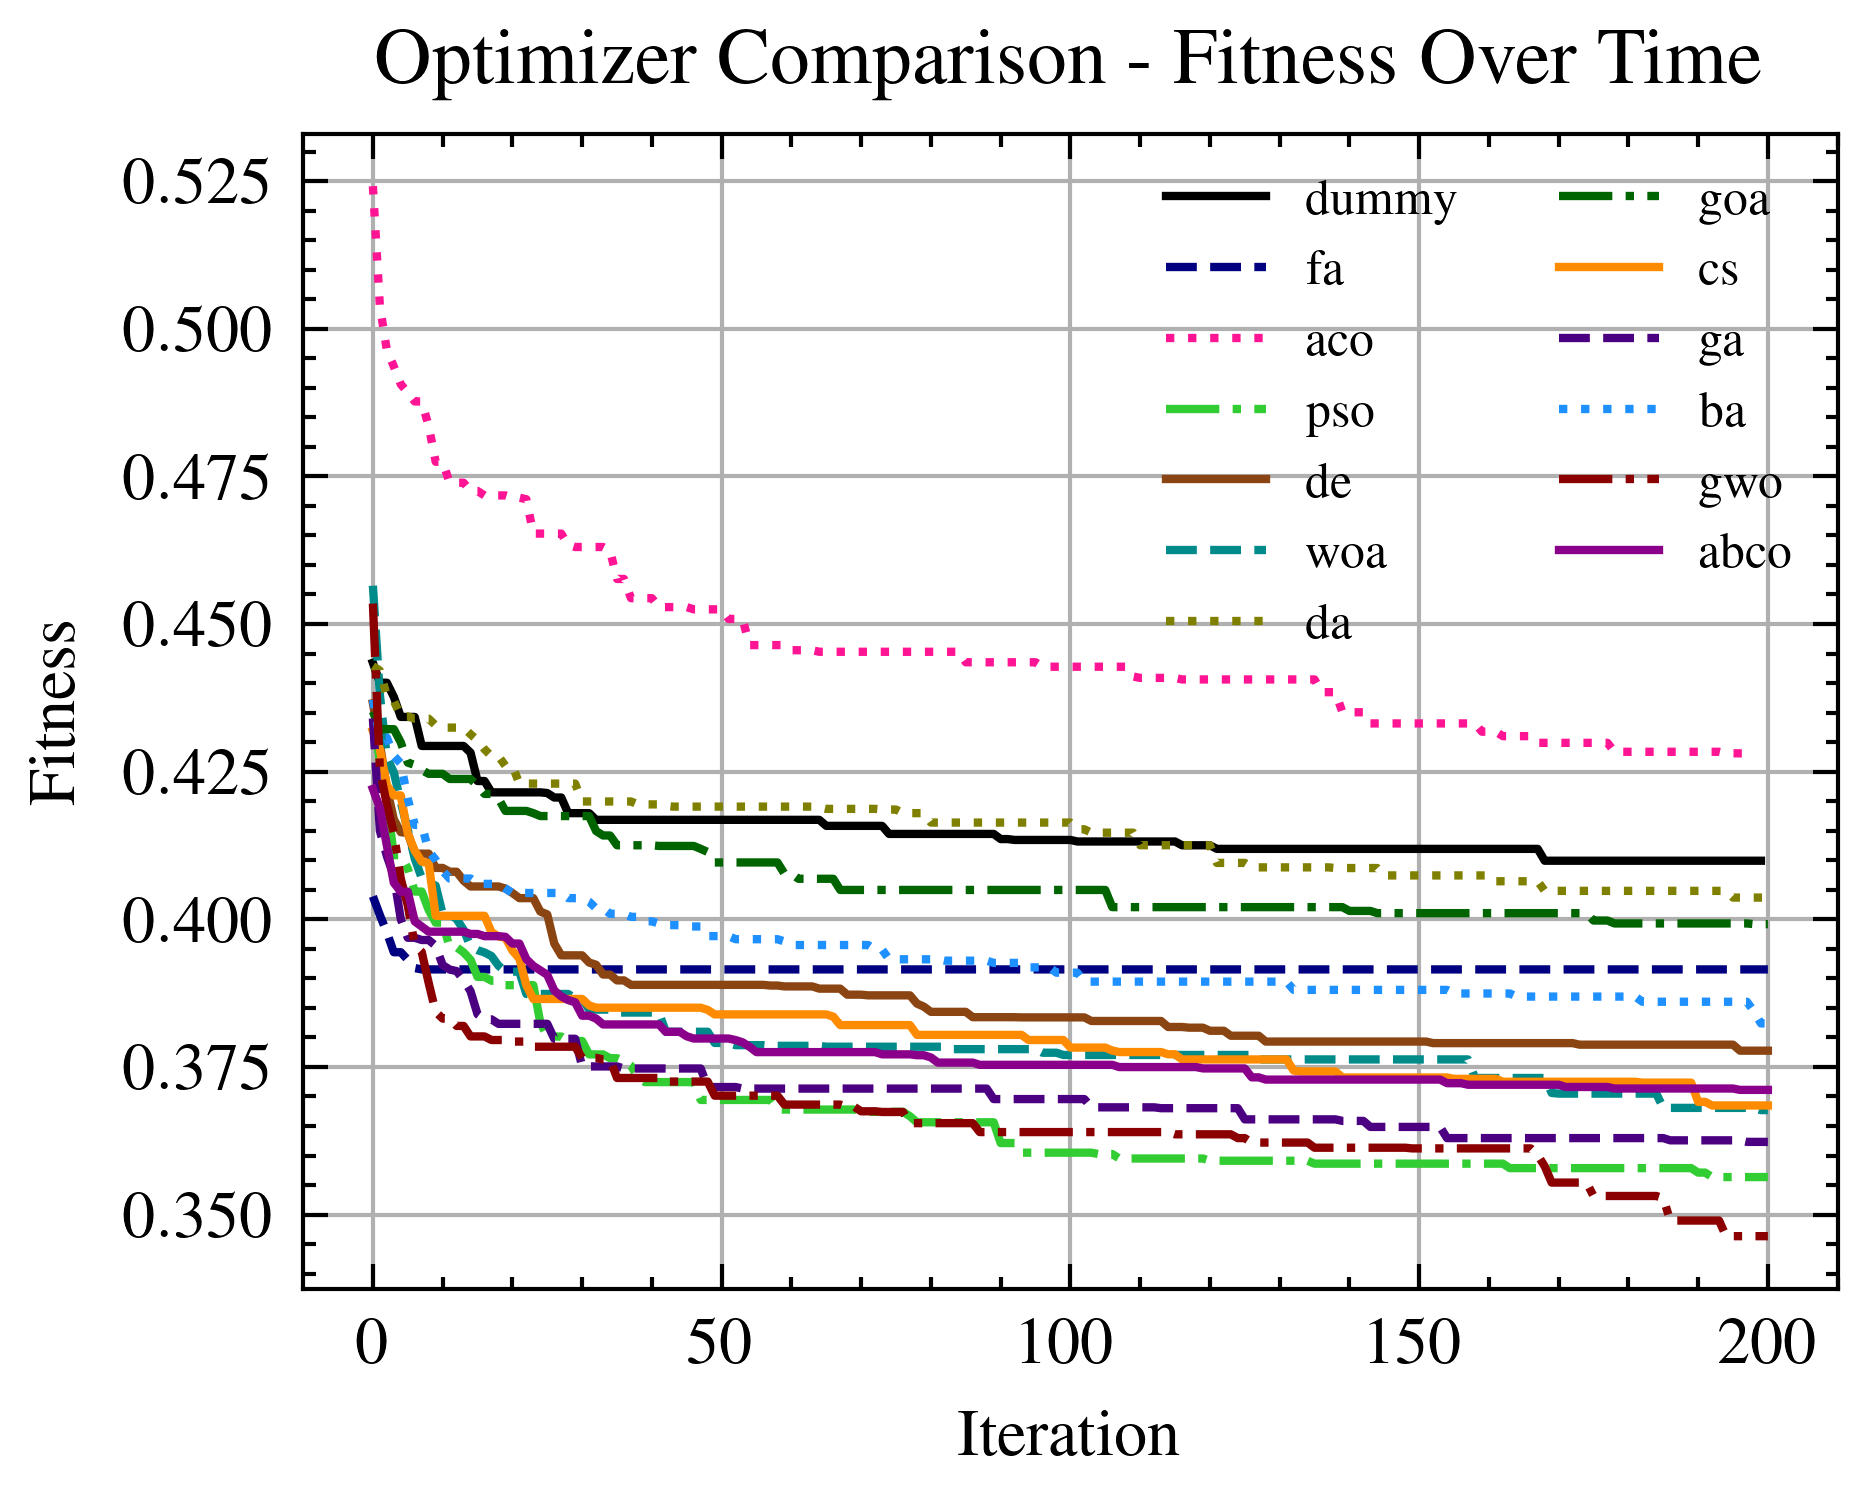 Optimizer Comparison - Fitness Over Time
0.525
0.500
0.475
0.450
0.425
0.400
0.375
0.350
Fitness
dummy
fa
aco
pso
de
woa
da
goa
cs
ga
ba
gwo
abco
0 50 100 150 200
Iteration